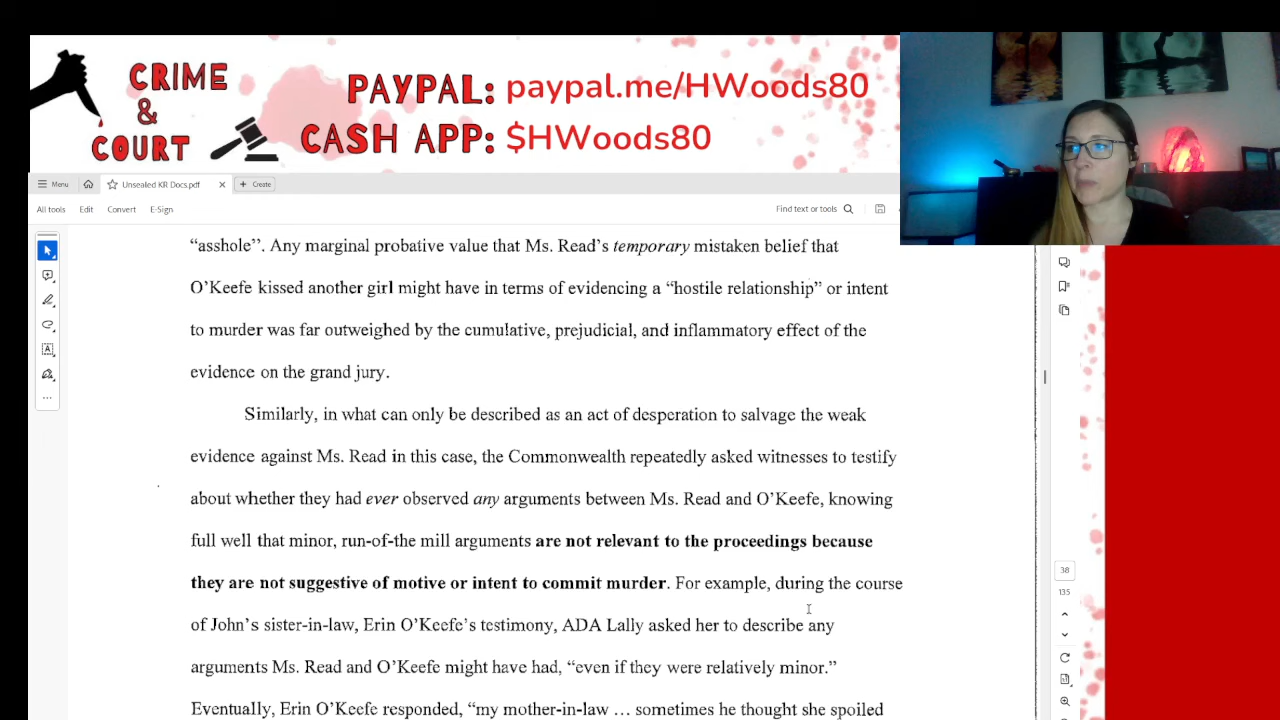 CRIME
&
COURT
PAYPAL: paypal.me/HWoods80
CASH APP: $HWoods80
Menu
Unsealed KR Docs.pdf
Create
All tools
Edit
Convert
E-Sign
Find text or tools
“asshole”. Any marginal probative value that Ms. Read’s temporary mistaken belief that
O’Keefe kissed another girl might have in terms of evidencing a “hostile relationship” or intent
to murder was far outweighed by the cumulative, prejudicial, and inflammatory effect of the
evidence on the grand jury.
Similarly, in what can only be described as an act of desperation to salvage the weak
evidence against Ms. Read in this case, the Commonwealth repeatedly asked witnesses to testify
about whether they had ever observed any arguments between Ms. Read and O’Keefe, knowing
full well that minor, run-of-the mill arguments are not relevant to the proceedings because
they are not suggestive of motive or intent to commit murder. For example, during the course
of John’s sister-in-law, Erin O’Keefe’s testimony, ADA Lally asked her to describe any
arguments Ms. Read and O’Keefe might have had, “even if they were relatively minor.”
Eventually, Erin O’Keefe responded, “my mother-in-law … sometimes he thought she spoiled
38
135